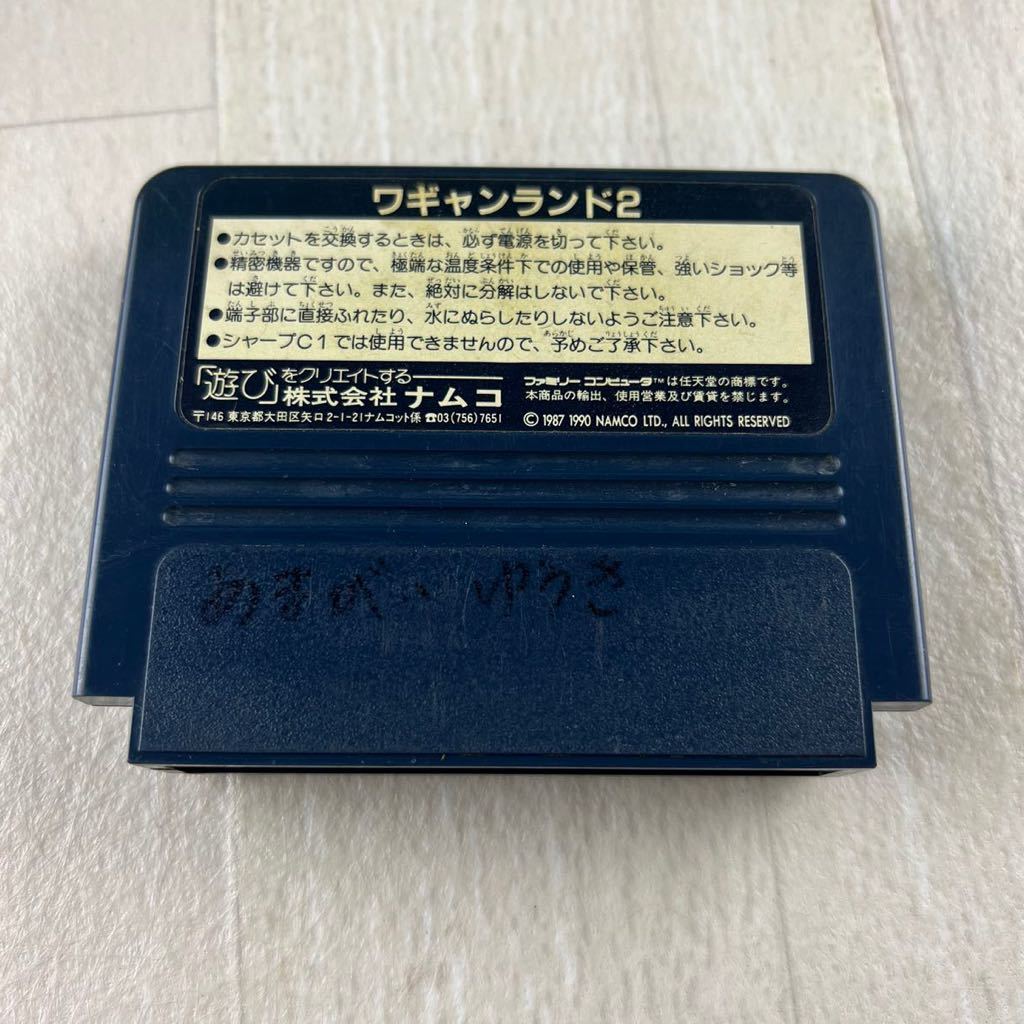 ワギャンランド2
●カセットを交換するときは、必ず電源を切って下さい。
●精密機器ですので、極端な温度条件下での使用や保管、強いショック等
は避けて下さい。また、絶対に分解はしないで下さい。
●端子部に直接ふれたり、水にぬらしたりしないようご注意下さい。
●シャープC1では使用できませんので、予めご了承下さい。
「遊び」をクリエイトする
株式会社 ナムコ
〒146 東京都大田区矢口2-1-21ナムコット係 ☎03(756)7651
ファミリーコンピュータ™は任天堂の商標です。
本商品の輸出、使用営業及び賃貸を禁じます。
© 1987 1990 NAMCO LTD., ALL RIGHTS RESERVED
ゆうさ